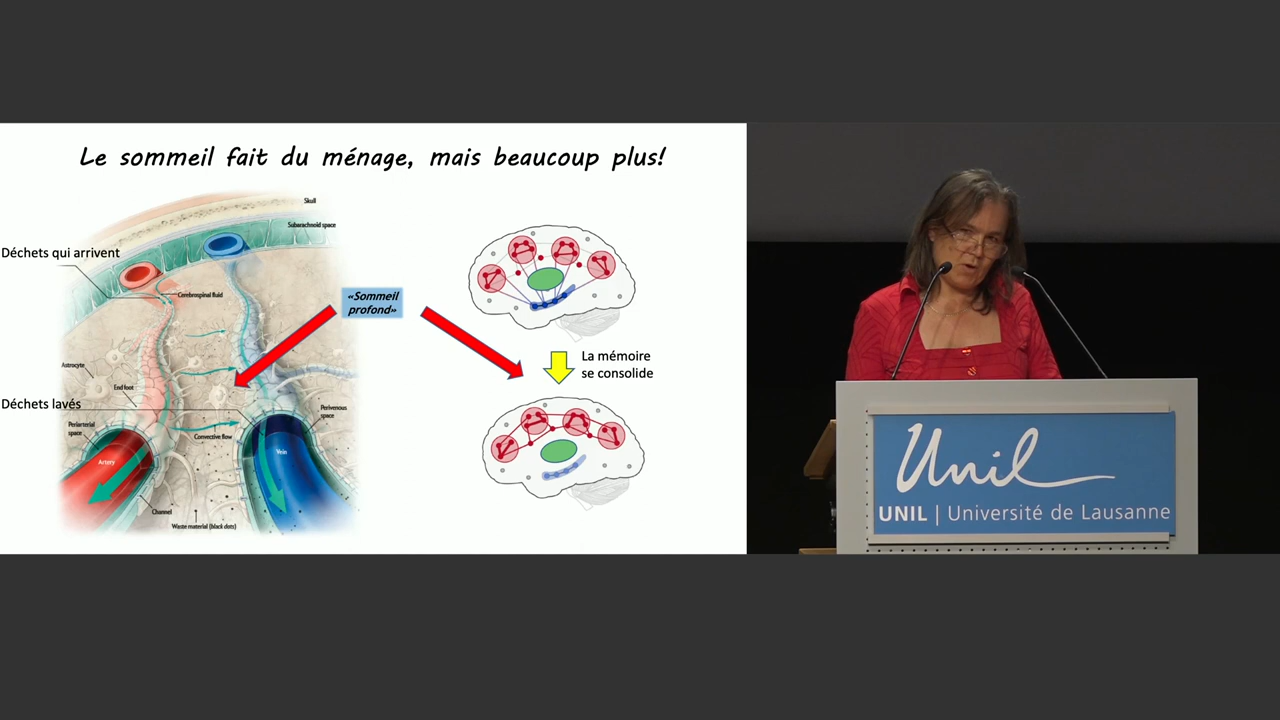 Le sommeil fait du ménage, mais beaucoup plus!
Skull
Subarachnoid space
Déchets qui arrivent
Cerebrospinal fluid
«Sommeil
profond»
La mémoire
se consolide
Astrocyte
End foot
Déchets lavés
Periarterial
space
Perivenous
space
Convective flow
Artery
Vein
Channel
Waste material (black dots)
Unil
UNIL | Université de Lausanne